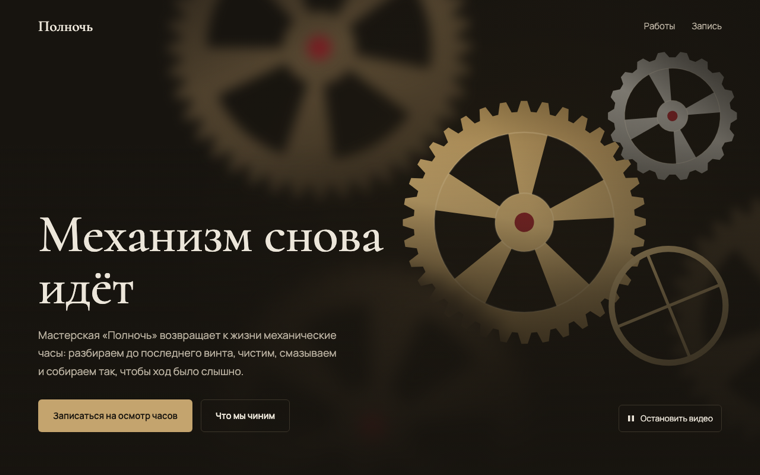 Полночь
Работы
Запись
Механизм снова
идёт
Мастерская «Полночь» возвращает к жизни механические
часы: разбираем до последнего винта, чистим, смазываем
и собираем так, чтобы ход было слышно.
Записаться на осмотр часов
Что мы чиним
Остановить видео